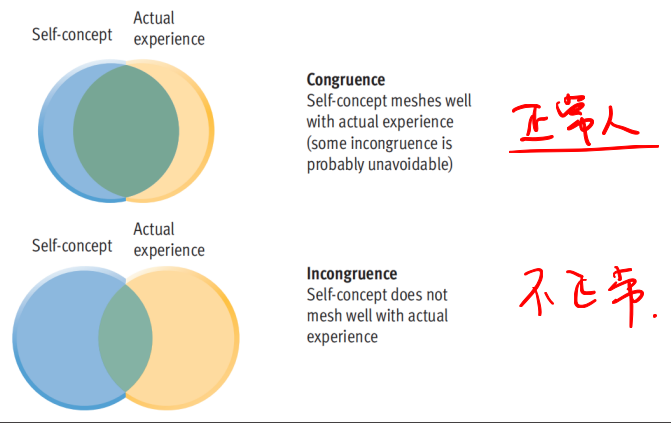 Self-concept
Actual
experience
Congruence
Self-concept meshes well
with actual experience
(some incongruence is
probably unavoidable)
正常人
Self-concept
Actual
experience
Incongruence
Self-concept does not
mesh well with actual
experience
不正常.